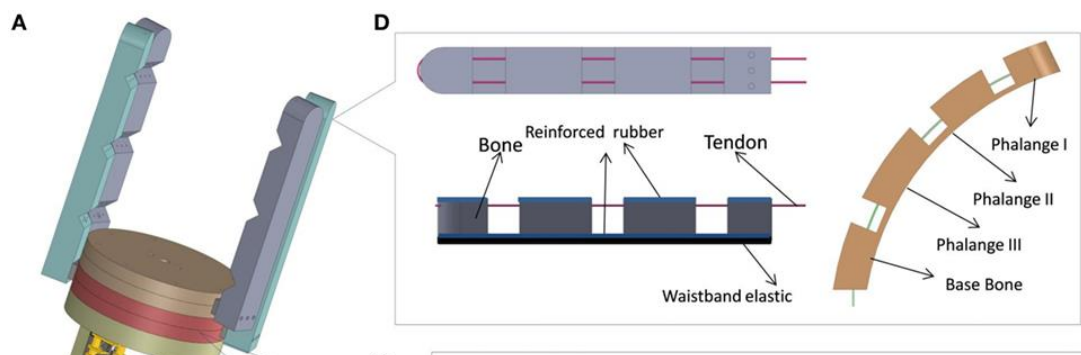 A
D
Bone
Reinforced rubber
Tendon
Waistband elastic
Phalange I
Phalange II
Phalange III
Base Bone